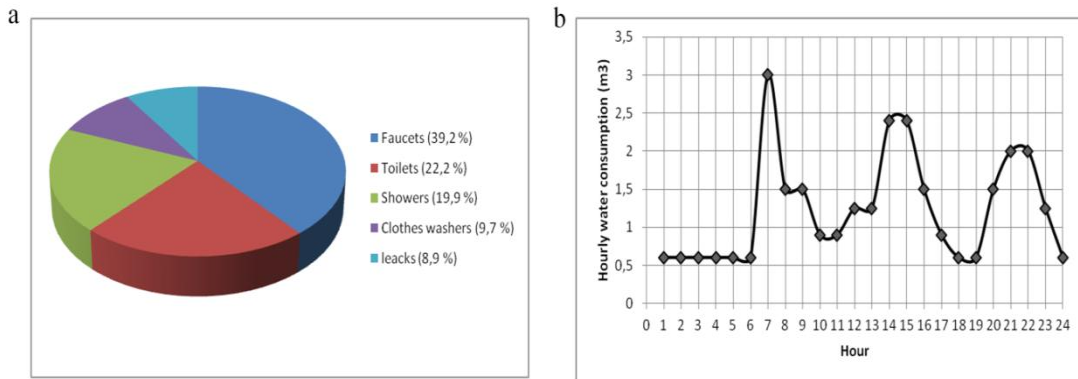 a
Faucets (39,2 %)
Toilets (22,2 %)
Showers (19,9 %)
Clothes washers (9,7 %)
leacks (8,9 %)
b
Hourly water consumption (m3)
3,5
3
2,5
2
1,5
1
0,5
0
0 1 2 3 4 5 6 7 8 9 10 11 12 13 14 15 16 17 18 19 20 21 22 23 24
Hour